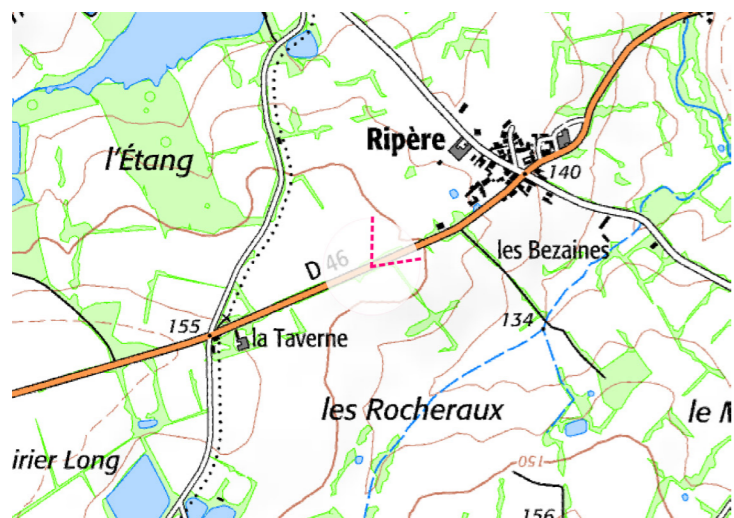 Ripère
l'Étang
140
les Bezaines
D 46
134
155
la Taverne
les Rocheraux
le
irier Long
150
156